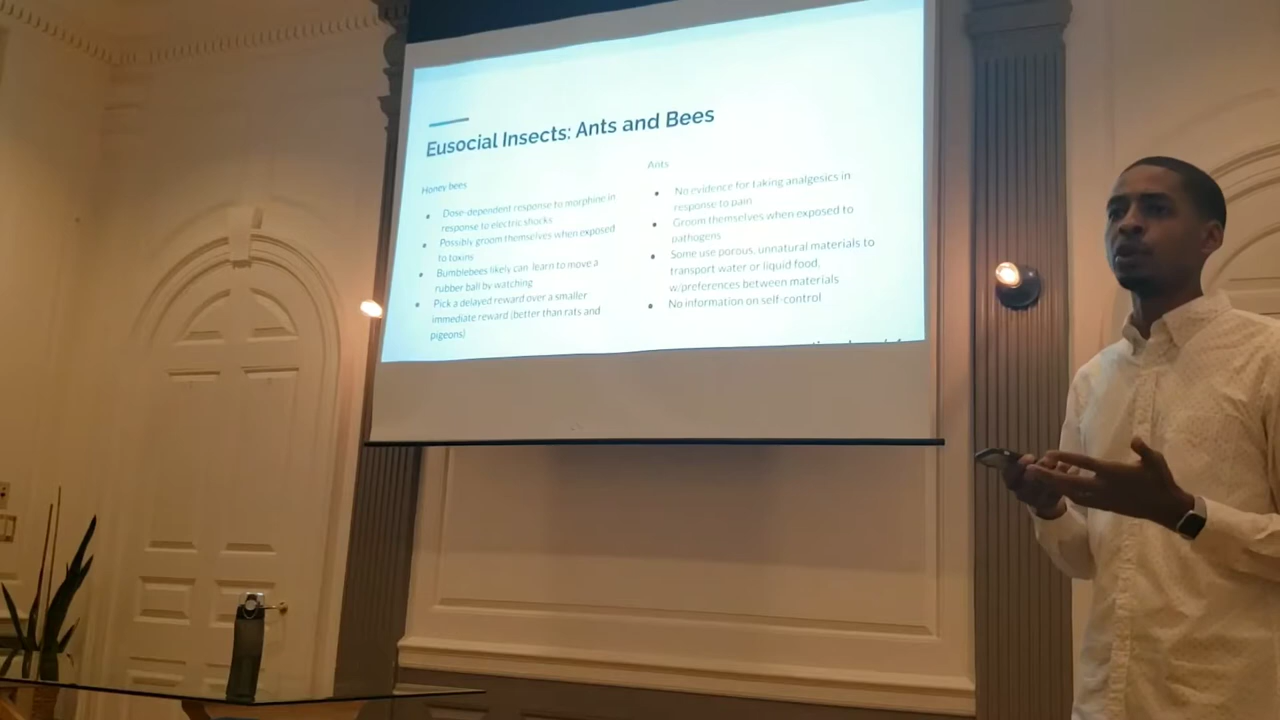 Eusocial Insects: Ants and Bees
Honey bees
Dose-dependent response to morphine in
response to electric shocks
Possibly groom themselves when exposed
to toxins
Bumblebees likely can learn to move a
rubber ball by watching
Pick a delayed reward over a smaller
immediate reward (better than rats and
pigeons)
Ants
No evidence for taking analgesics in
response to pain
Groom themselves when exposed to
pathogens
Some use porous, unnatural materials to
transport water or liquid food,
w/preferences between materials
No information on self-control